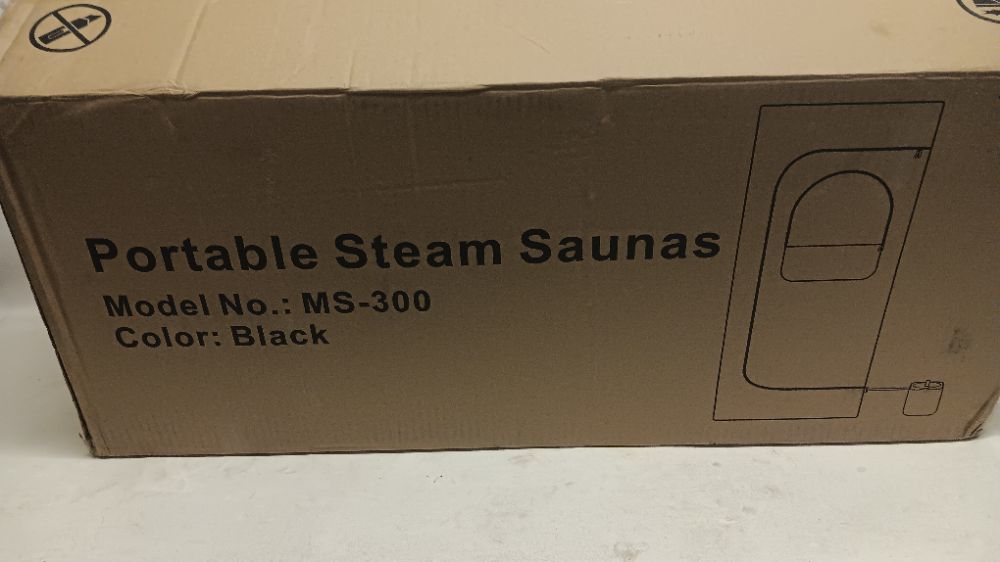 Portable Steam Saunas
Model No.: MS-300
Color: Black